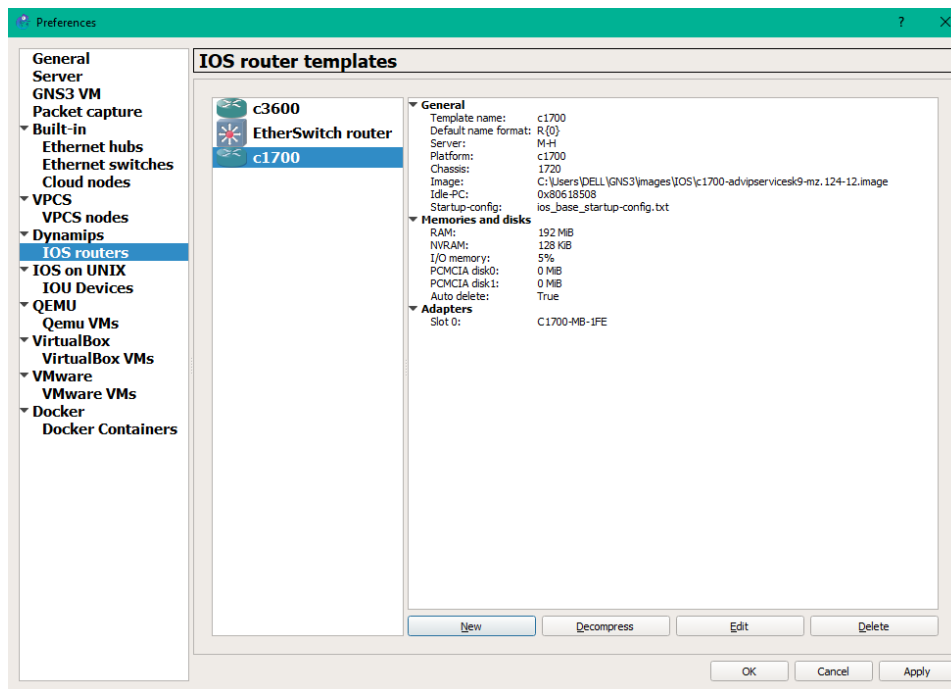 Preferences
?
General
Server
GNS3 VM
Packet capture
Built-in
Ethernet hubs
Ethernet switches
Cloud nodes
VPCS
VPCS nodes
Dynamips
IOS routers
IOS on UNIX
IOU Devices
QEMU
Qemu VMs
VirtualBox
VirtualBox VMs
VMware
VMware VMs
Docker
Docker Containers
IOS router templates
c3600
EtherSwitch router
c1700
General
Template name: c1700
Default name format: R{0}
Server: M-H
Platform: c1700
Chassis: 1720
Image: C:\Users\DELL\GNS3\images\IOS\c1700-advipservicesk9-mz.124-12.image
Idle-PC: 0x80618508
Startup-config: ios_base_startup-config.txt
Memories and disks
RAM: 192 MiB
NVRAM: 128 KiB
I/O memory: 5%
PCMCIA disk0: 0 MiB
PCMCIA disk1: 0 MiB
Auto delete: True
Adapters
Slot 0: C1700-MB-1FE
New Decompress Edit Delete
OK Cancel Apply